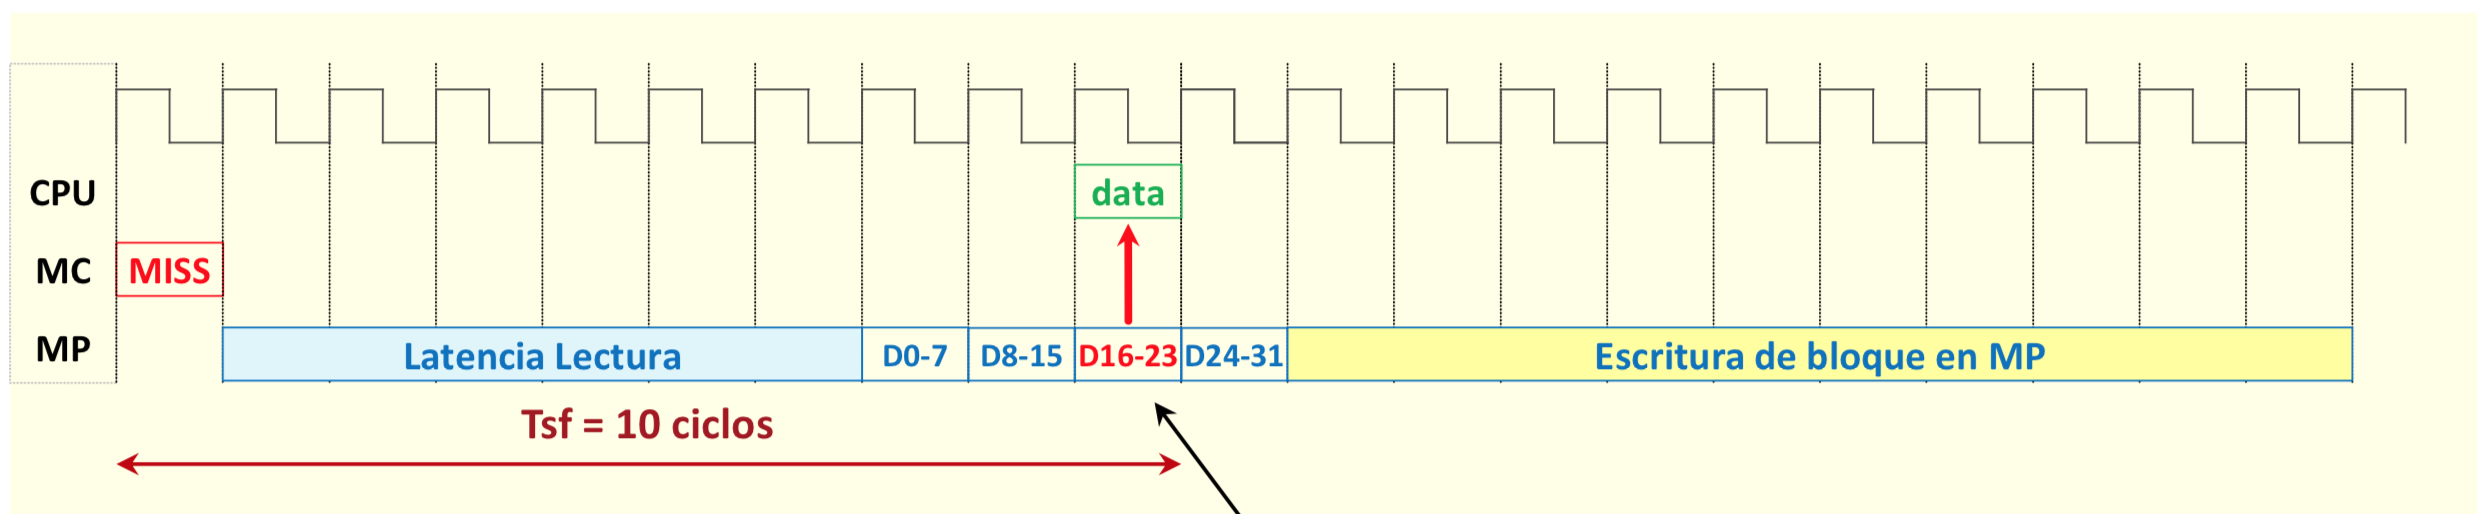 CPU
data
MC
MISS
MP
Latencia Lectura
D0-7
D8-15
D16-23
D24-31
Escritura de bloque en MP
Tsf = 10 ciclos